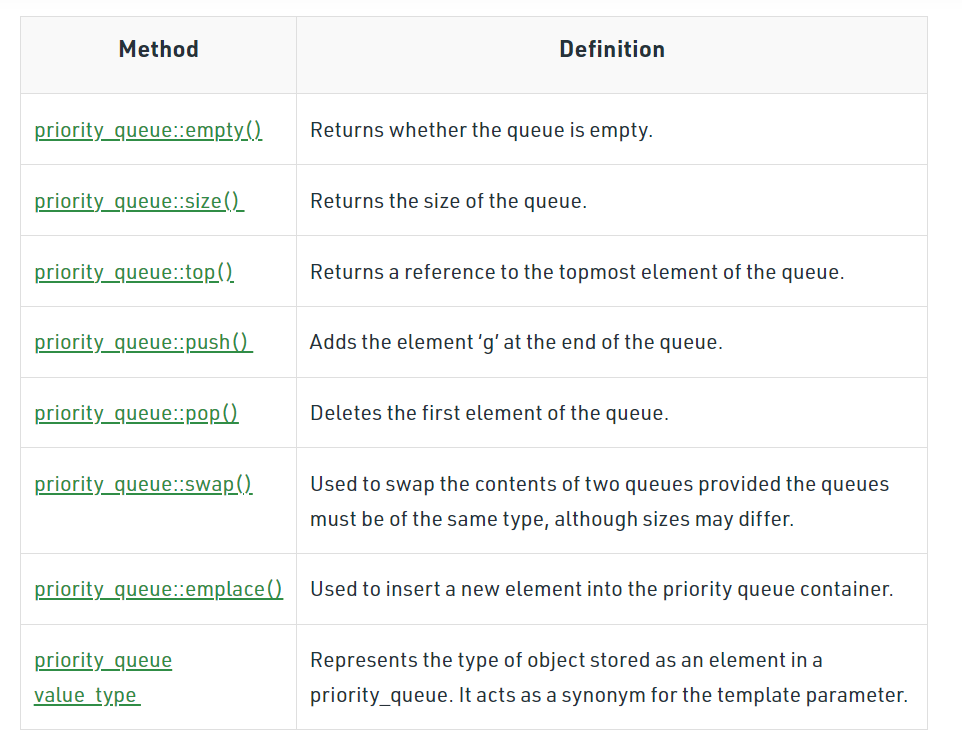 Method Definition
priority_queue::empty() Returns whether the queue is empty.
priority_queue::size() Returns the size of the queue.
priority_queue::top() Returns a reference to the topmost element of the queue.
priority_queue::push() Adds the element ‘g’ at the end of the queue.
priority_queue::pop() Deletes the first element of the queue.
priority_queue::swap() Used to swap the contents of two queues provided the queues
must be of the same type, although sizes may differ.
priority_queue::emplace() Used to insert a new element into the priority queue container.
priority_queue
value_type
Represents the type of object stored as an element in a
priority_queue. It acts as a synonym for the template parameter.